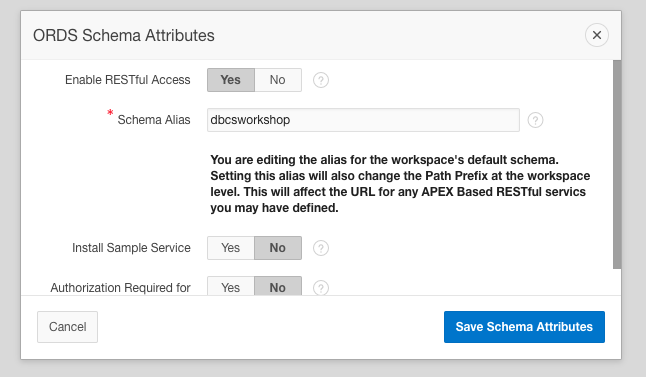 ORDS Schema Attributes
Enable RESTful Access Yes No ?
* Schema Alias dbcsworkshop ?
You are editing the alias for the workspace's default schema.
Setting this alias will also change the Path Prefix at the workspace
level. This will affect the URL for any APEX Based RESTful servics
you may have defined.
Install Sample Service Yes No ?
Authorization Required for Yes No ?
Cancel Save Schema Attributes